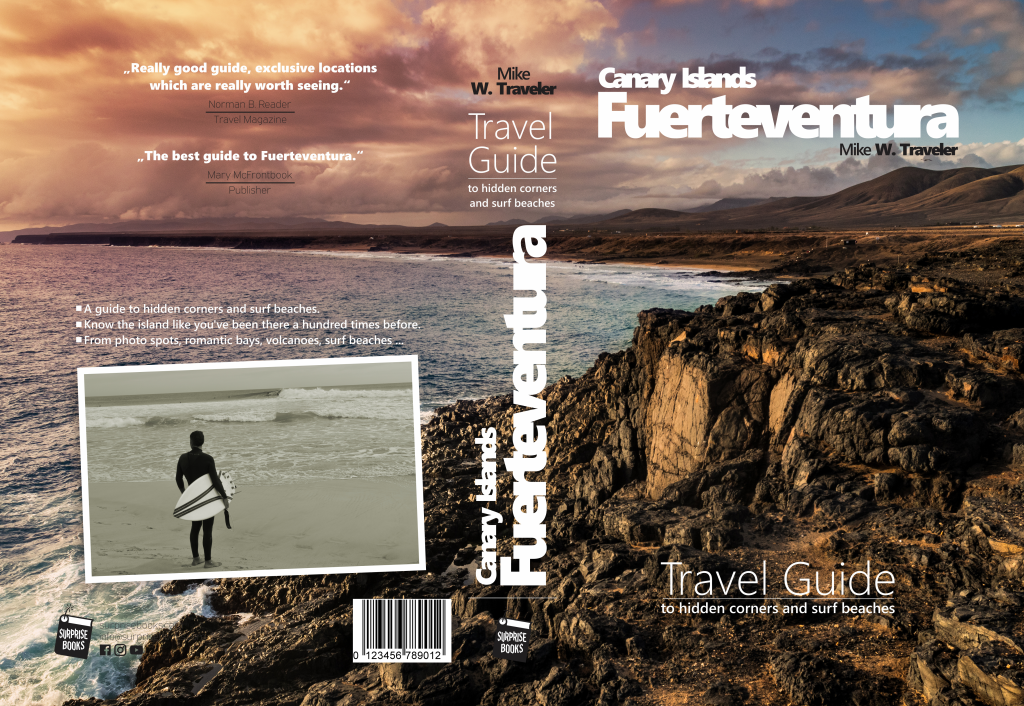 „Really good guide, exclusive locations
which are really worth seeing.“
Norman B. Reader
Travel Magazine
„The best guide to Fuerteventura.“
Mary McFrontbook
Publisher
A guide to hidden corners and surf beaches.
Know the island like you've been there a hundred times before.
From photo spots, romantic bays, volcanoes, surf beaches ...
SURPRISE
BOOKS
0 123456 789012
Mike
W. Traveler
Travel
Guide
to hidden corners
and surf beaches
Canary Islands
Fuerteventura
SURPRISE
BOOKS
Canary Islands
Fuerteventura
Mike W. Traveler
Travel Guide
to hidden corners and surf beaches